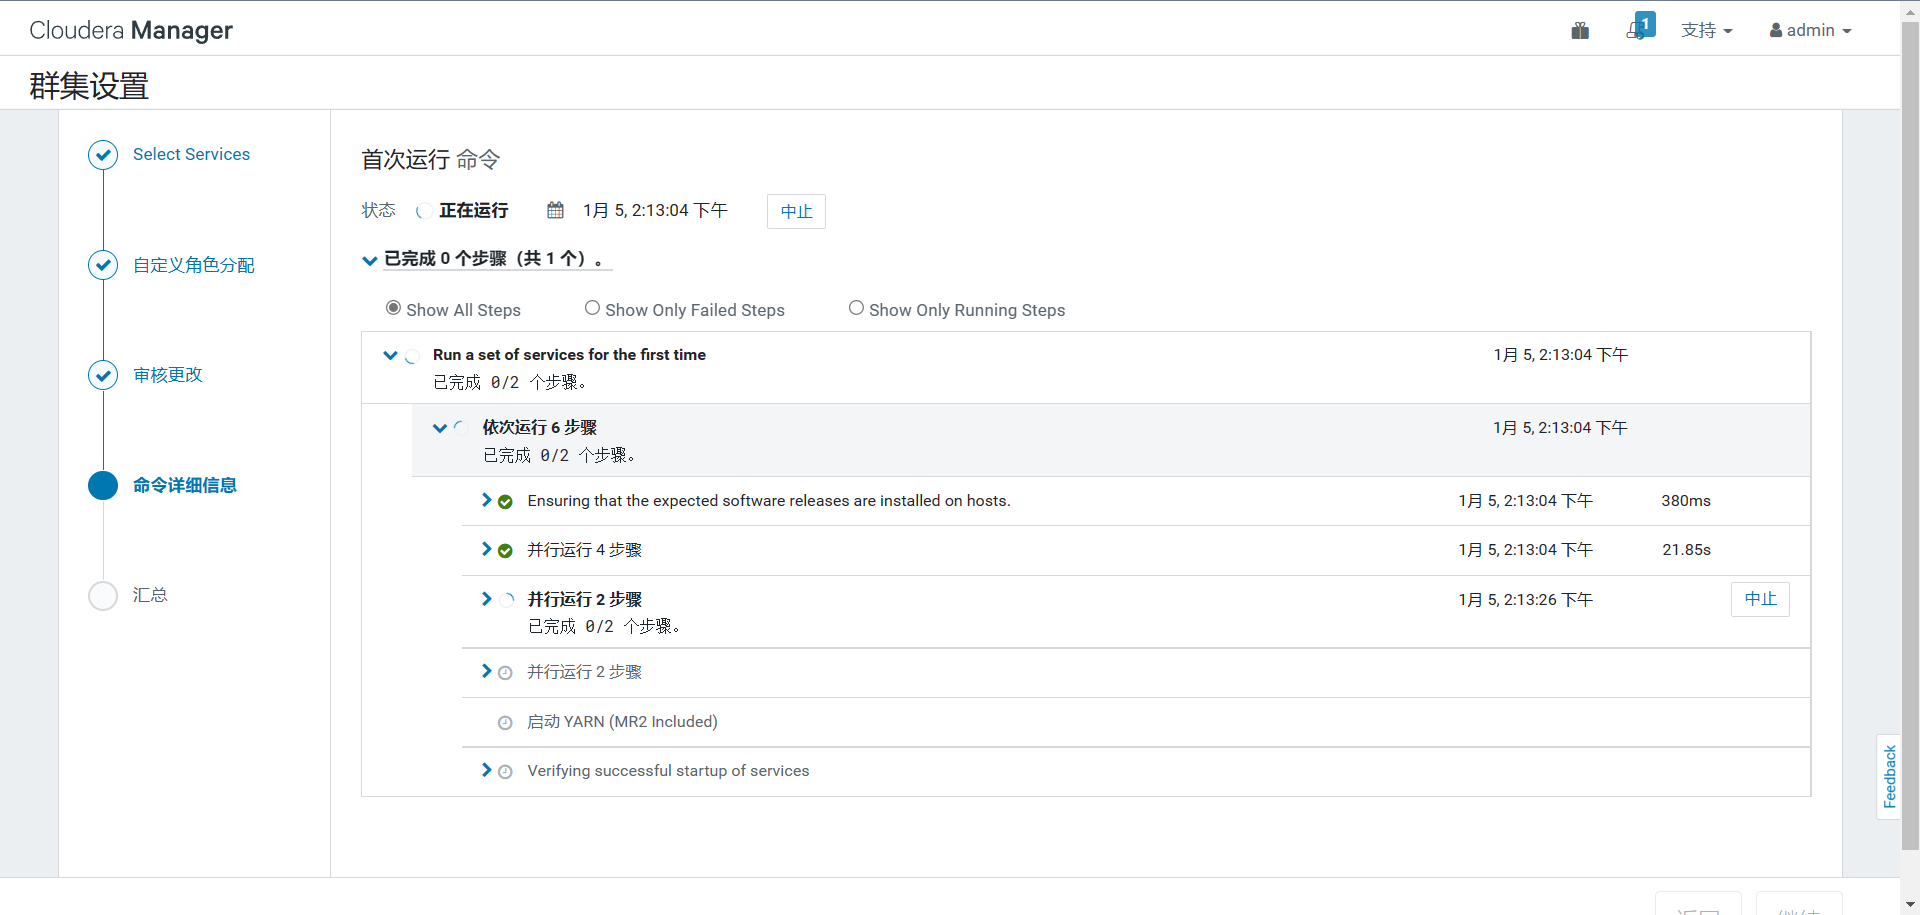 Cloudera Manager
1
支持
admin
群集设置
Select Services
自定义角色分配
审核更改
命令详细信息
汇总
首次运行 命令
状态 正在运行 1月 5, 2:13:04 下午 中止
已完成 0 个步骤（共 1 个）。
Show All Steps Show Only Failed Steps Show Only Running Steps
Run a set of services for the first time 1月 5, 2:13:04 下午
已完成 0/2 个步骤。
依次运行 6 步骤 1月 5, 2:13:04 下午
已完成 0/2 个步骤。
Ensuring that the expected software releases are installed on hosts. 1月 5, 2:13:04 下午 380ms
并行运行 4 步骤 1月 5, 2:13:04 下午 21.85s
并行运行 2 步骤 1月 5, 2:13:26 下午 中止
已完成 0/2 个步骤。
并行运行 2 步骤
启动 YARN (MR2 Included)
Verifying successful startup of services
Feedback